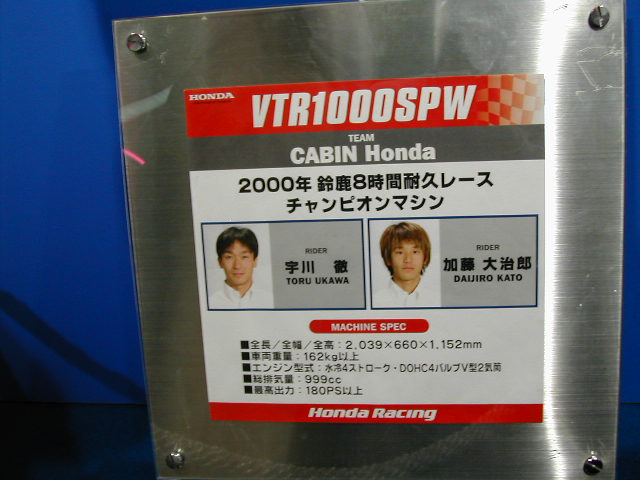 HONDA
VTR1000SPW
TEAM
CABIN Honda
2000年 鈴鹿8時間耐久レース
チャンピオンマシン
RIDER
宇川 徹
TORU UKAWA
RIDER
加藤 大治郎
DAIJIRO KATO
MACHINE SPEC
■全長／全幅／全高：2,039×660×1,152mm
■車両重量：162kg以上
■エンジン型式：水冷4ストローク・DOHC4バルブV型2気筒
■総排気量：999cc
■最高出力：180PS以上
Honda Racing